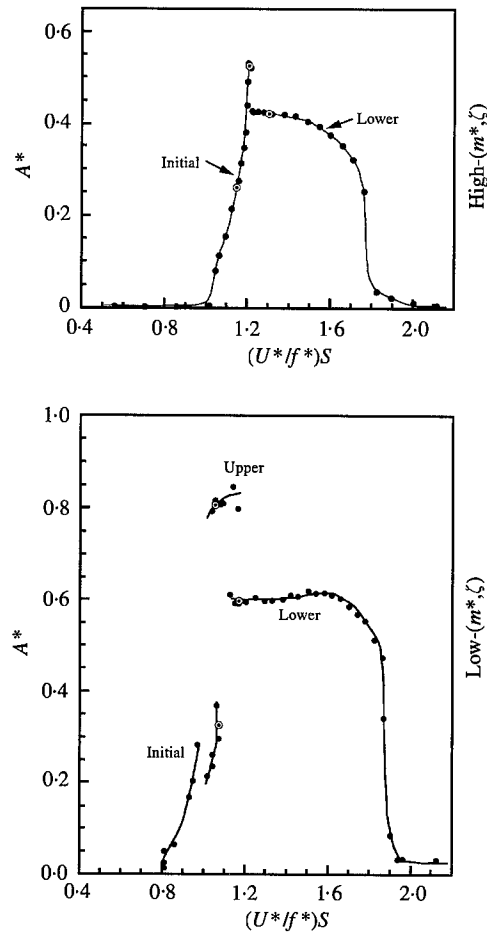 0·6
0·4
0·2
0
A*
Initial
Lower
High-(m*,ζ)
0·4 0·8 1·2 1·6 2·0
(U*/f*)S
1·0
0·8
0·6
0·4
0·2
0·0
A*
Upper
Lower
Initial
Low-(m*,ζ)
0·4 0·8 1·2 1·6 2·0
(U*/f*)S